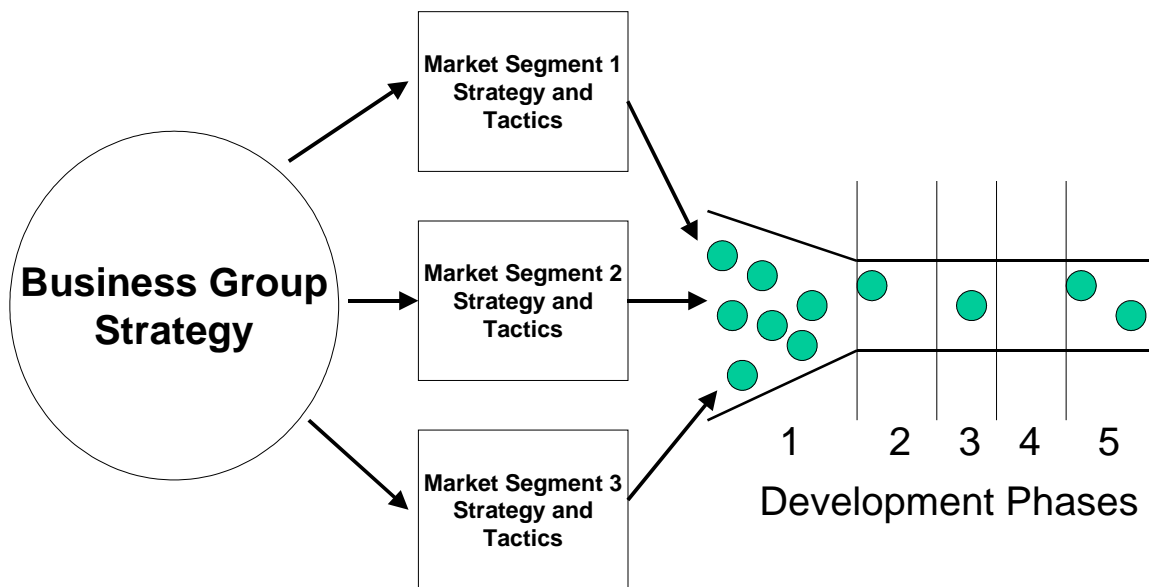 Business Group
Strategy
Market Segment 1
Strategy and
Tactics
Market Segment 2
Strategy and
Tactics
Market Segment 3
Strategy and
Tactics
1 2 3 4 5
Development Phases